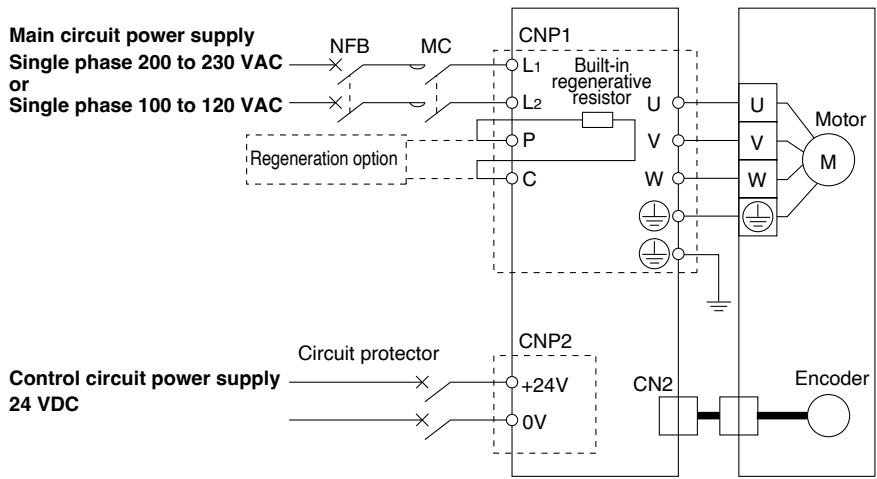 Main circuit power supply
Single phase 200 to 230 VAC
or
Single phase 100 to 120 VAC
NFB
MC
CNP1
L1
Built-in
regenerative
resistor
L2
P
C
Regeneration option
U
V
W
U
V
W
Motor
M
CNP2
Circuit protector
Control circuit power supply
24 VDC
+24V
0V
CN2
Encoder